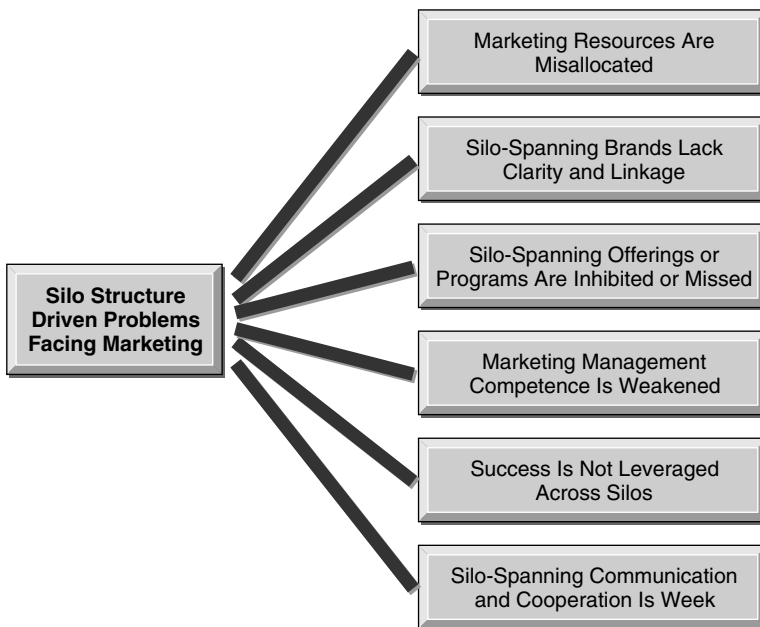 Marketing Resources Are
Misallocated
Silo-Spanning Brands Lack
Clarity and Linkage
Silo-Spanning Offerings or
Programs Are Inhibited or Missed
Silo Structure
Driven Problems
Facing Marketing
Marketing Management
Competence Is Weakened
Success Is Not Leveraged
Across Silos
Silo-Spanning Communication
and Cooperation Is Week